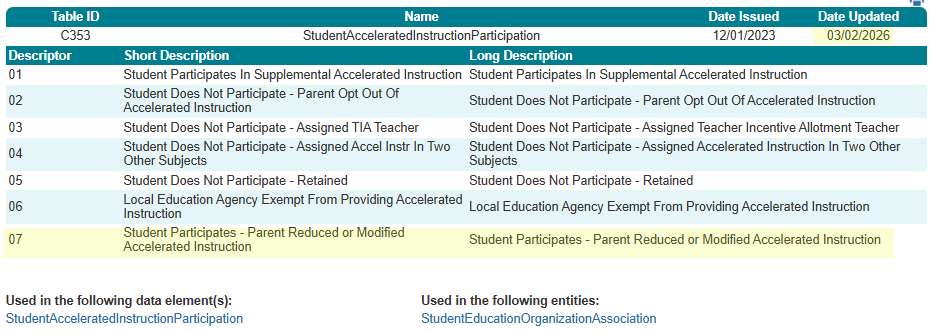 Table ID Name Date Issued Date Updated
C353 StudentAcceleratedInstructionParticipation 12/01/2023 03/02/2026
Descriptor Short Description Long Description
01 Student Participates In Supplemental Accelerated Instruction Student Participates In Supplemental Accelerated Instruction
02 Student Does Not Participate - Parent Opt Out Of Accelerated Instruction Student Does Not Participate - Parent Opt Out Of Accelerated Instruction
03 Student Does Not Participate - Assigned TIA Teacher Student Does Not Participate - Assigned Teacher Incentive Allotment Teacher
04 Student Does Not Participate - Assigned Accel Instr In Two Other Subjects Student Does Not Participate - Assigned Accelerated Instruction In Two Other Subjects
05 Student Does Not Participate - Retained Student Does Not Participate - Retained
06 Local Education Agency Exempt From Providing Accelerated Instruction Local Education Agency Exempt From Providing Accelerated Instruction
07 Student Participates - Parent Reduced or Modified Accelerated Instruction Student Participates - Parent Reduced or Modified Accelerated Instruction
Used in the following data element(s): Used in the following entities:
StudentAcceleratedInstructionParticipation StudentEducationOrganizationAssociation